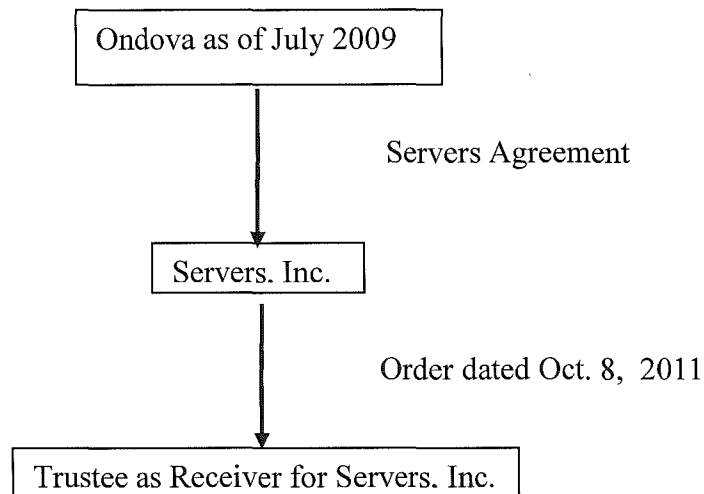 Ondova as of July 2009
Servers Agreement
Servers, Inc.
Order dated Oct. 8, 2011
Trustee as Receiver for Servers, Inc.